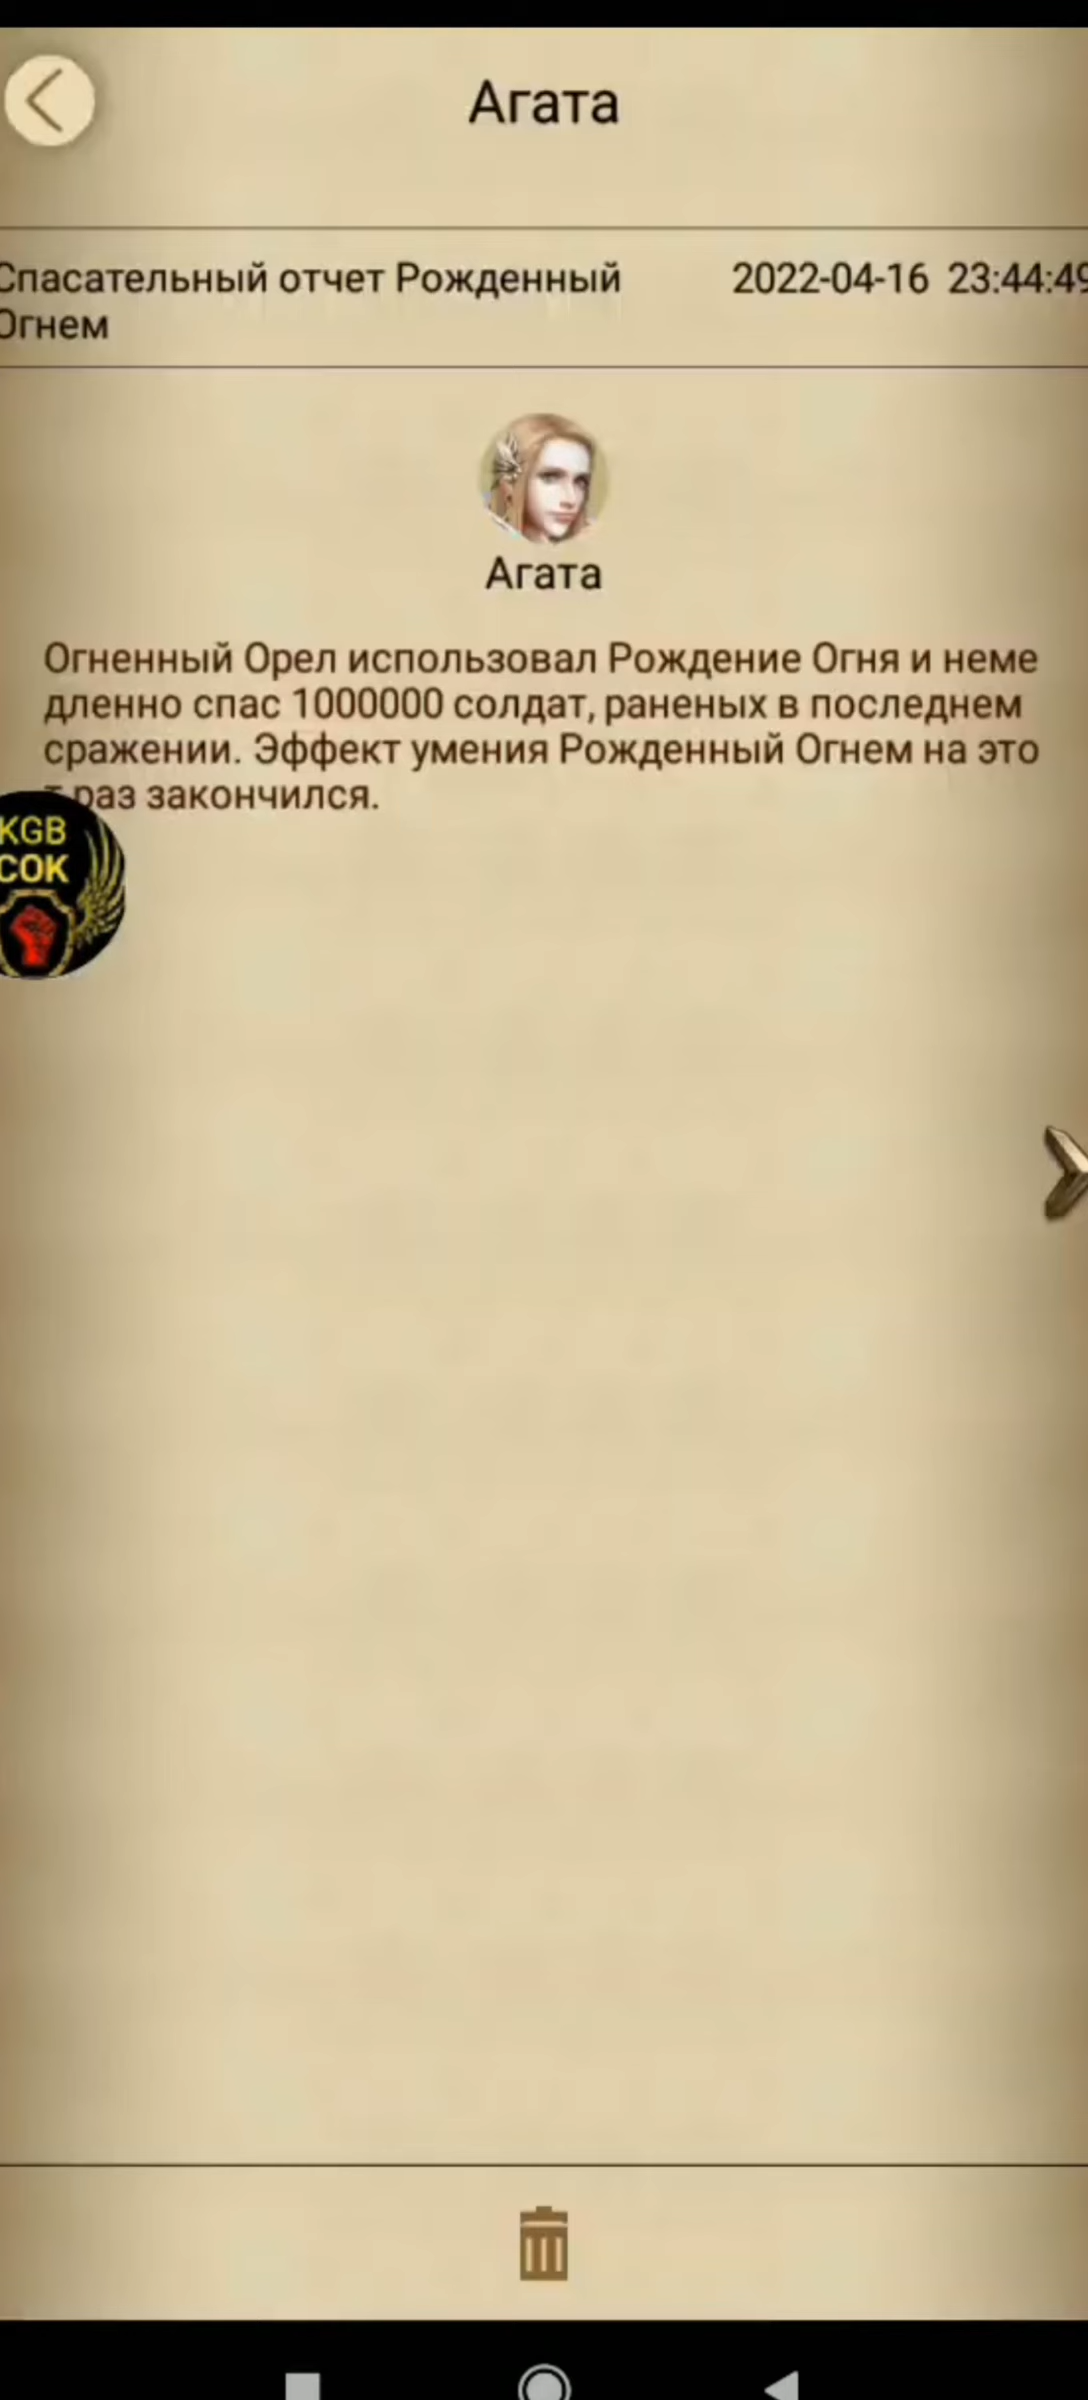 Агата
Спасательный отчет Рожденный
Огнем
2022-04-16 23:44:49
Агата
Огненный Орел использовал Рождение Огня и неме
дленно спас 1000000 солдат, раненых в последнем
сражении. Эффект умения Рожденный Огнем на это
т раз закончился.
KGB
COK